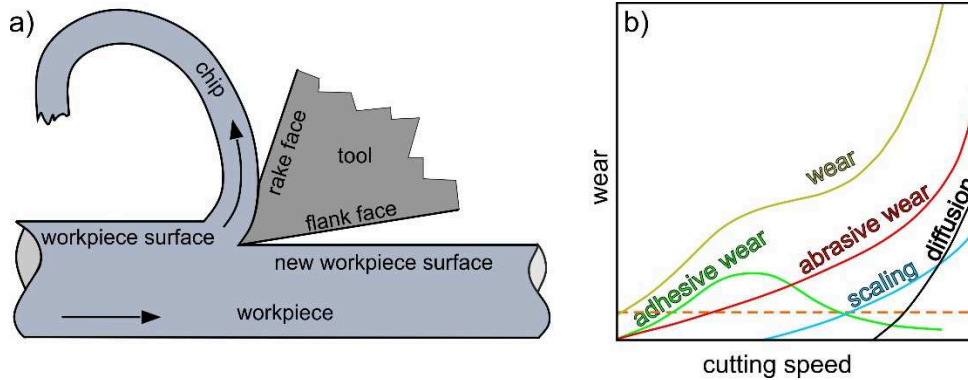 a)
chip
rake face
tool
flank face
workpiece surface
new workpiece surface
workpiece
b)
wear
wear
adhesive wear
abrasive wear
scaling
diffusion
cutting speed